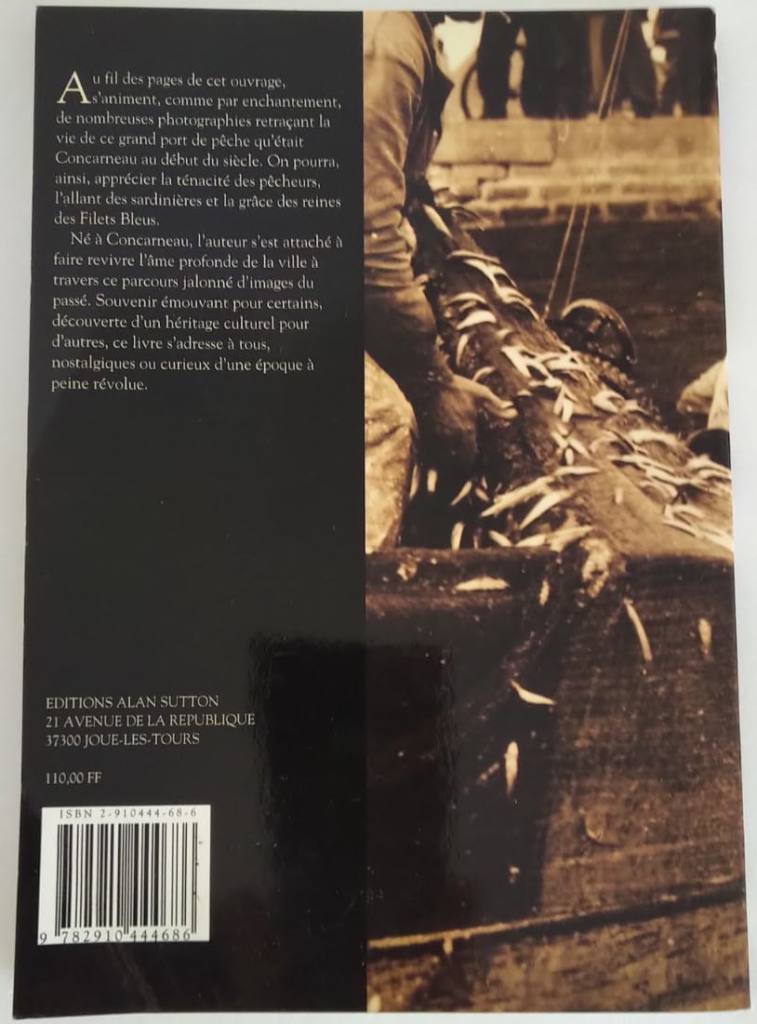 Au fil des pages de cet ouvrage,
s'animent, comme par enchantement,
de nombreuses photographies retraçant la
vie de ce grand port de pêche qu'était
Concarneau au début du siècle. On pourra,
ainsi, apprécier la ténacité des pêcheurs,
l'allant des sardinières et la grâce des reines
des Filets Bleus.
Né à Concarneau, l'auteur s'est attaché à
faire revivre l'âme profonde de la ville à
travers ce parcours jalonné d'images du
passé. Souvenir émouvant pour certains,
découverte d'un héritage culturel pour
d'autres, ce livre s'adresse à tous,
nostalgiques ou curieux d'une époque à
peine révolue.
EDITIONS ALAN SUTTON
21 AVENUE DE LA REPUBLIQUE
37300 JOUE-LES-TOURS
110,00 FF
ISBN 2-910444-68-6
9 782910 444686